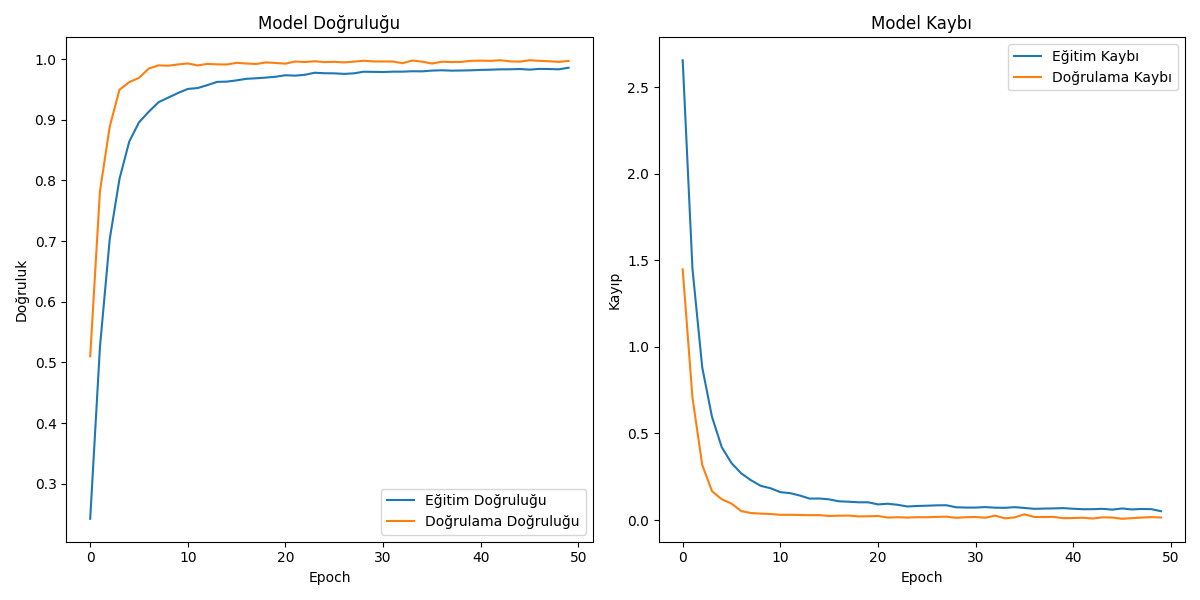 Model Doğruluğu
1.0
0.9
0.8
0.7
0.6
0.5
0.4
0.3
Doğruluk
0
10
20
30
40
50
Epoch
Eğitim Doğruluğu
Doğrulama Doğruluğu
Model Kaybı
2.5
2.0
1.5
1.0
0.5
0.0
Kayıp
0
10
20
30
40
50
Epoch
Eğitim Kaybı
Doğrulama Kaybı